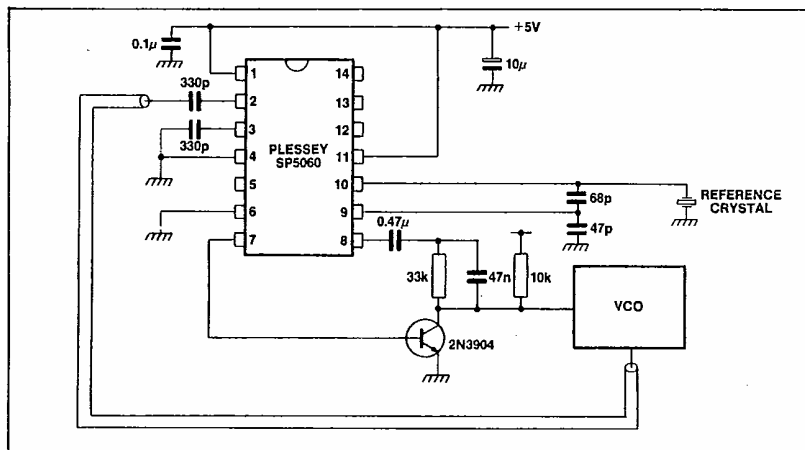 +5V
0.1μ
10μ
1
14
330p
2
13
3
12
330p
PLESSEY
SP5060
4
11
5
10
68p
REFERENCE
CRYSTAL
6
9
47p
0.47μ
7
8
33k
47n
10k
VCO
2N3904